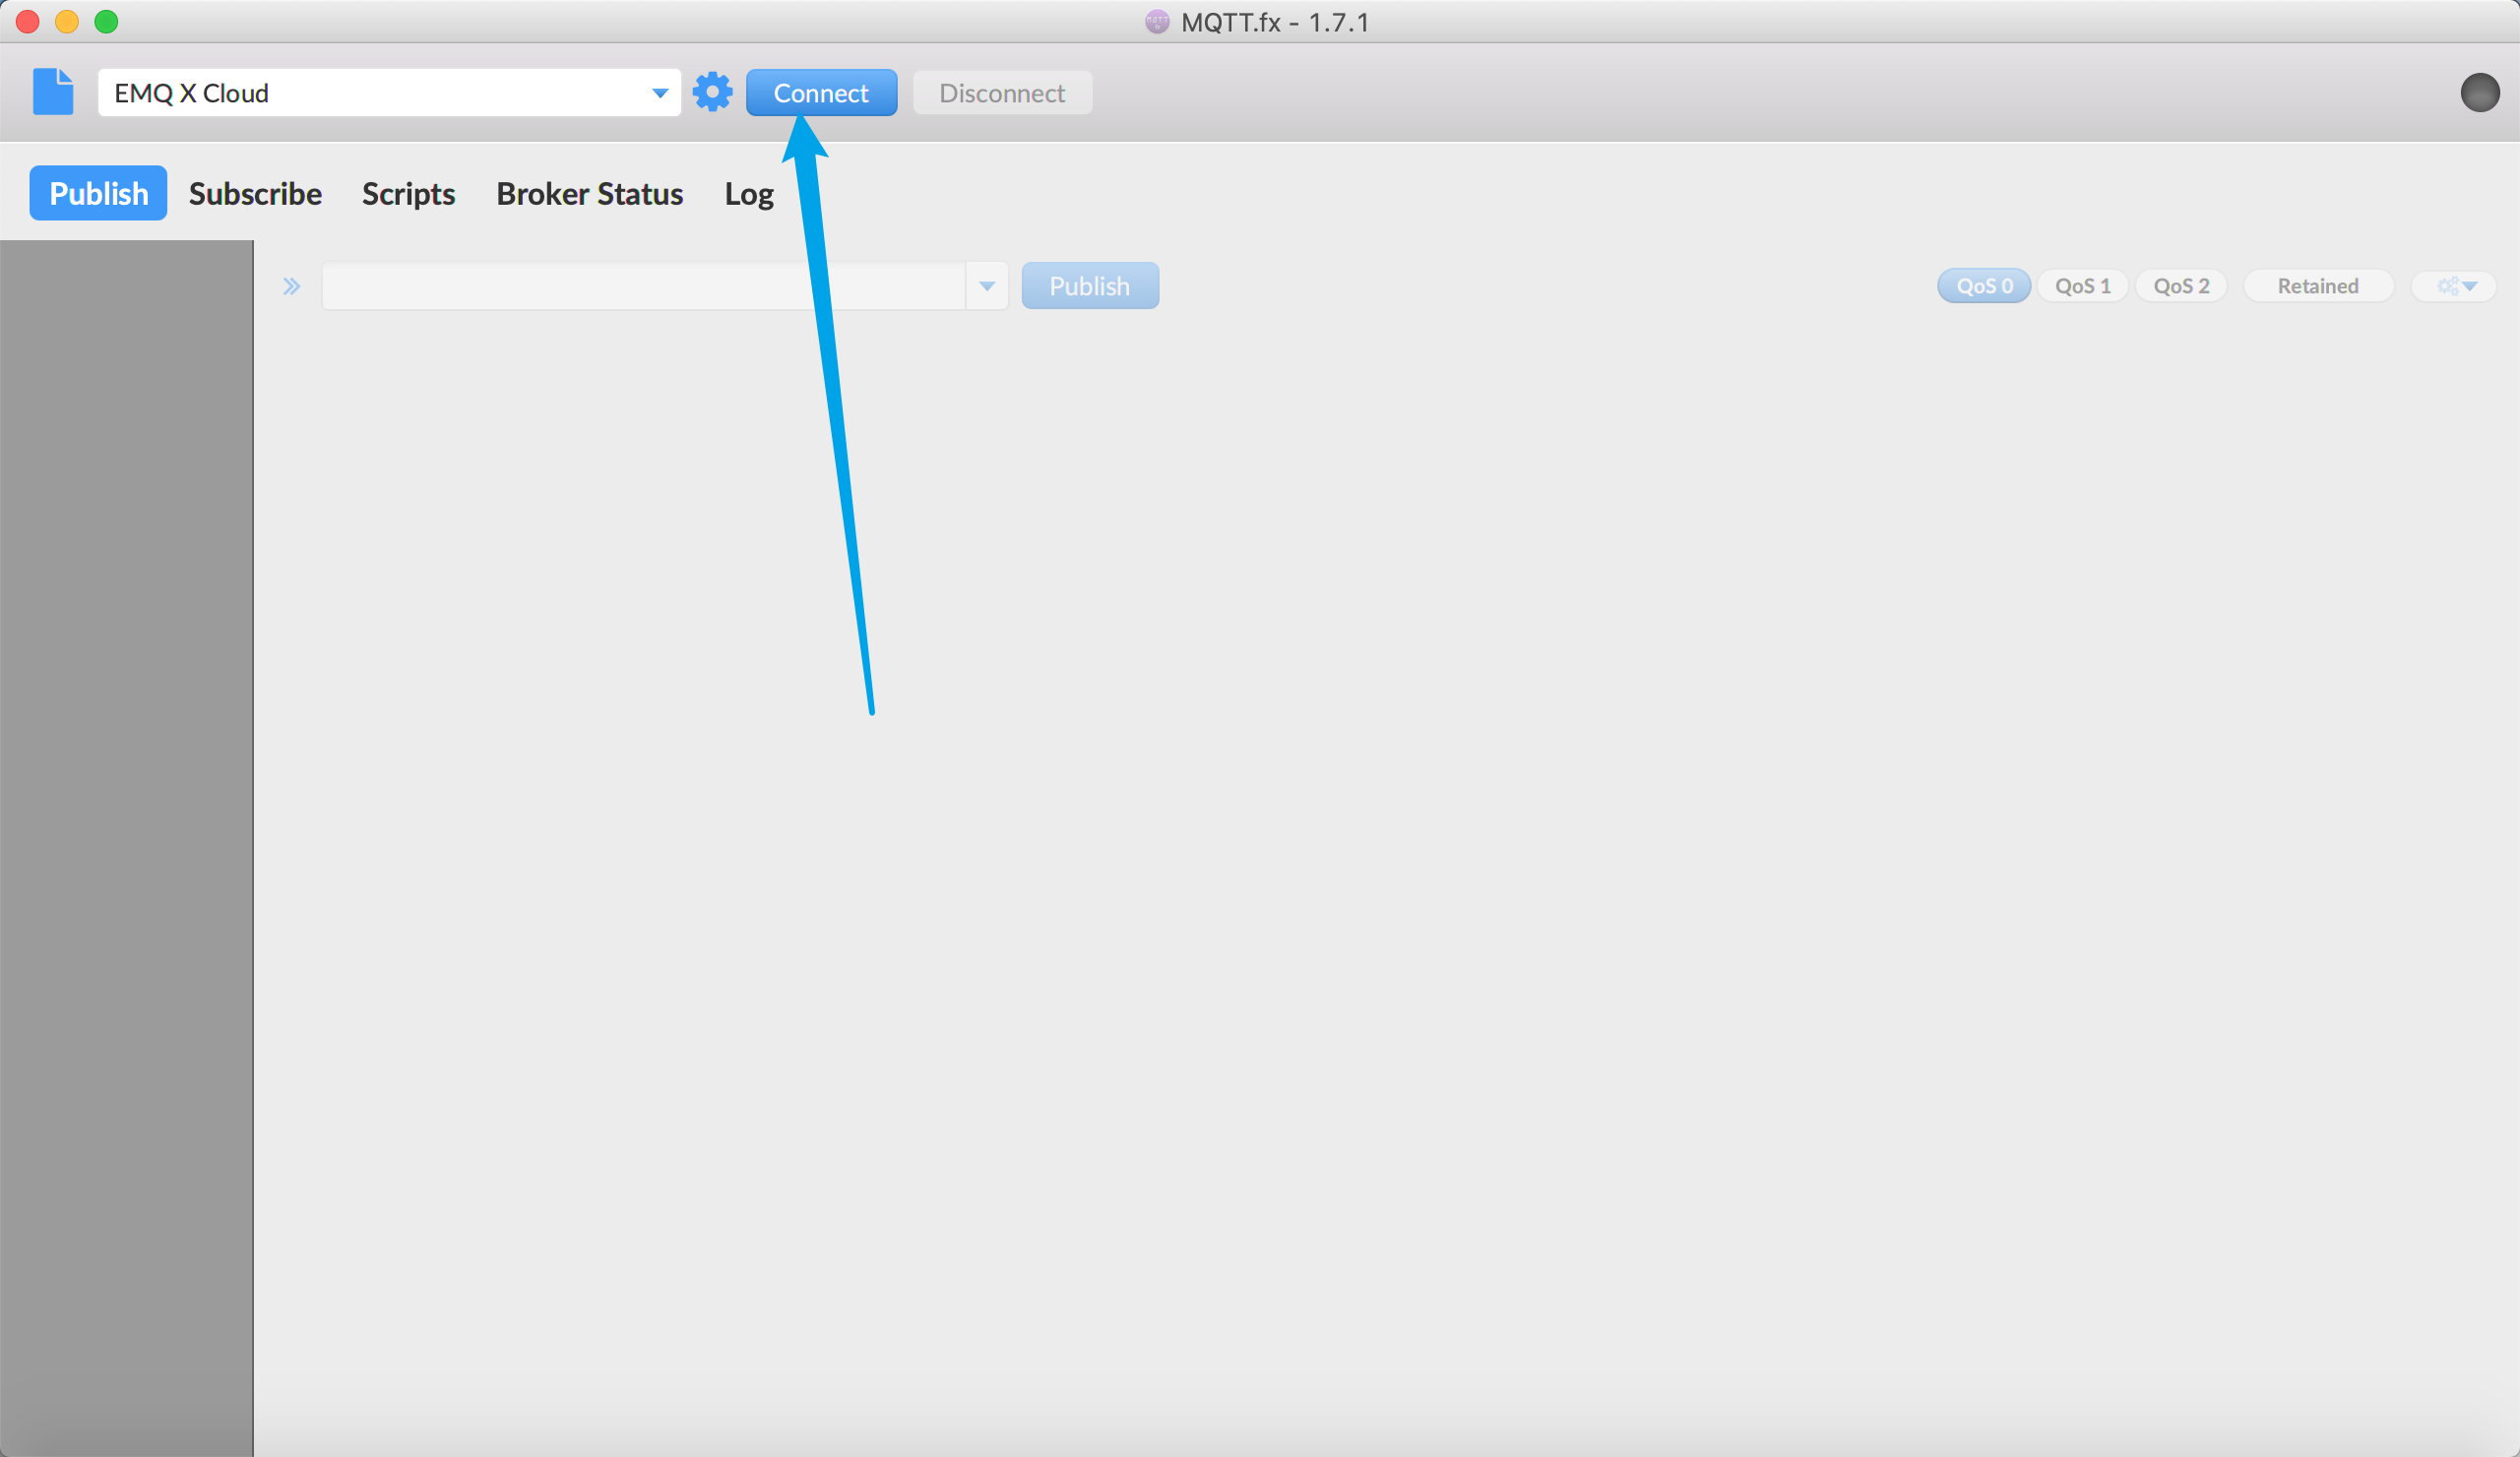 MQTT.fx - 1.7.1
EMQ X Cloud Connect Disconnect
Publish Subscribe Scripts Broker Status Log
Publish QoS 0 QoS 1 QoS 2 Retained